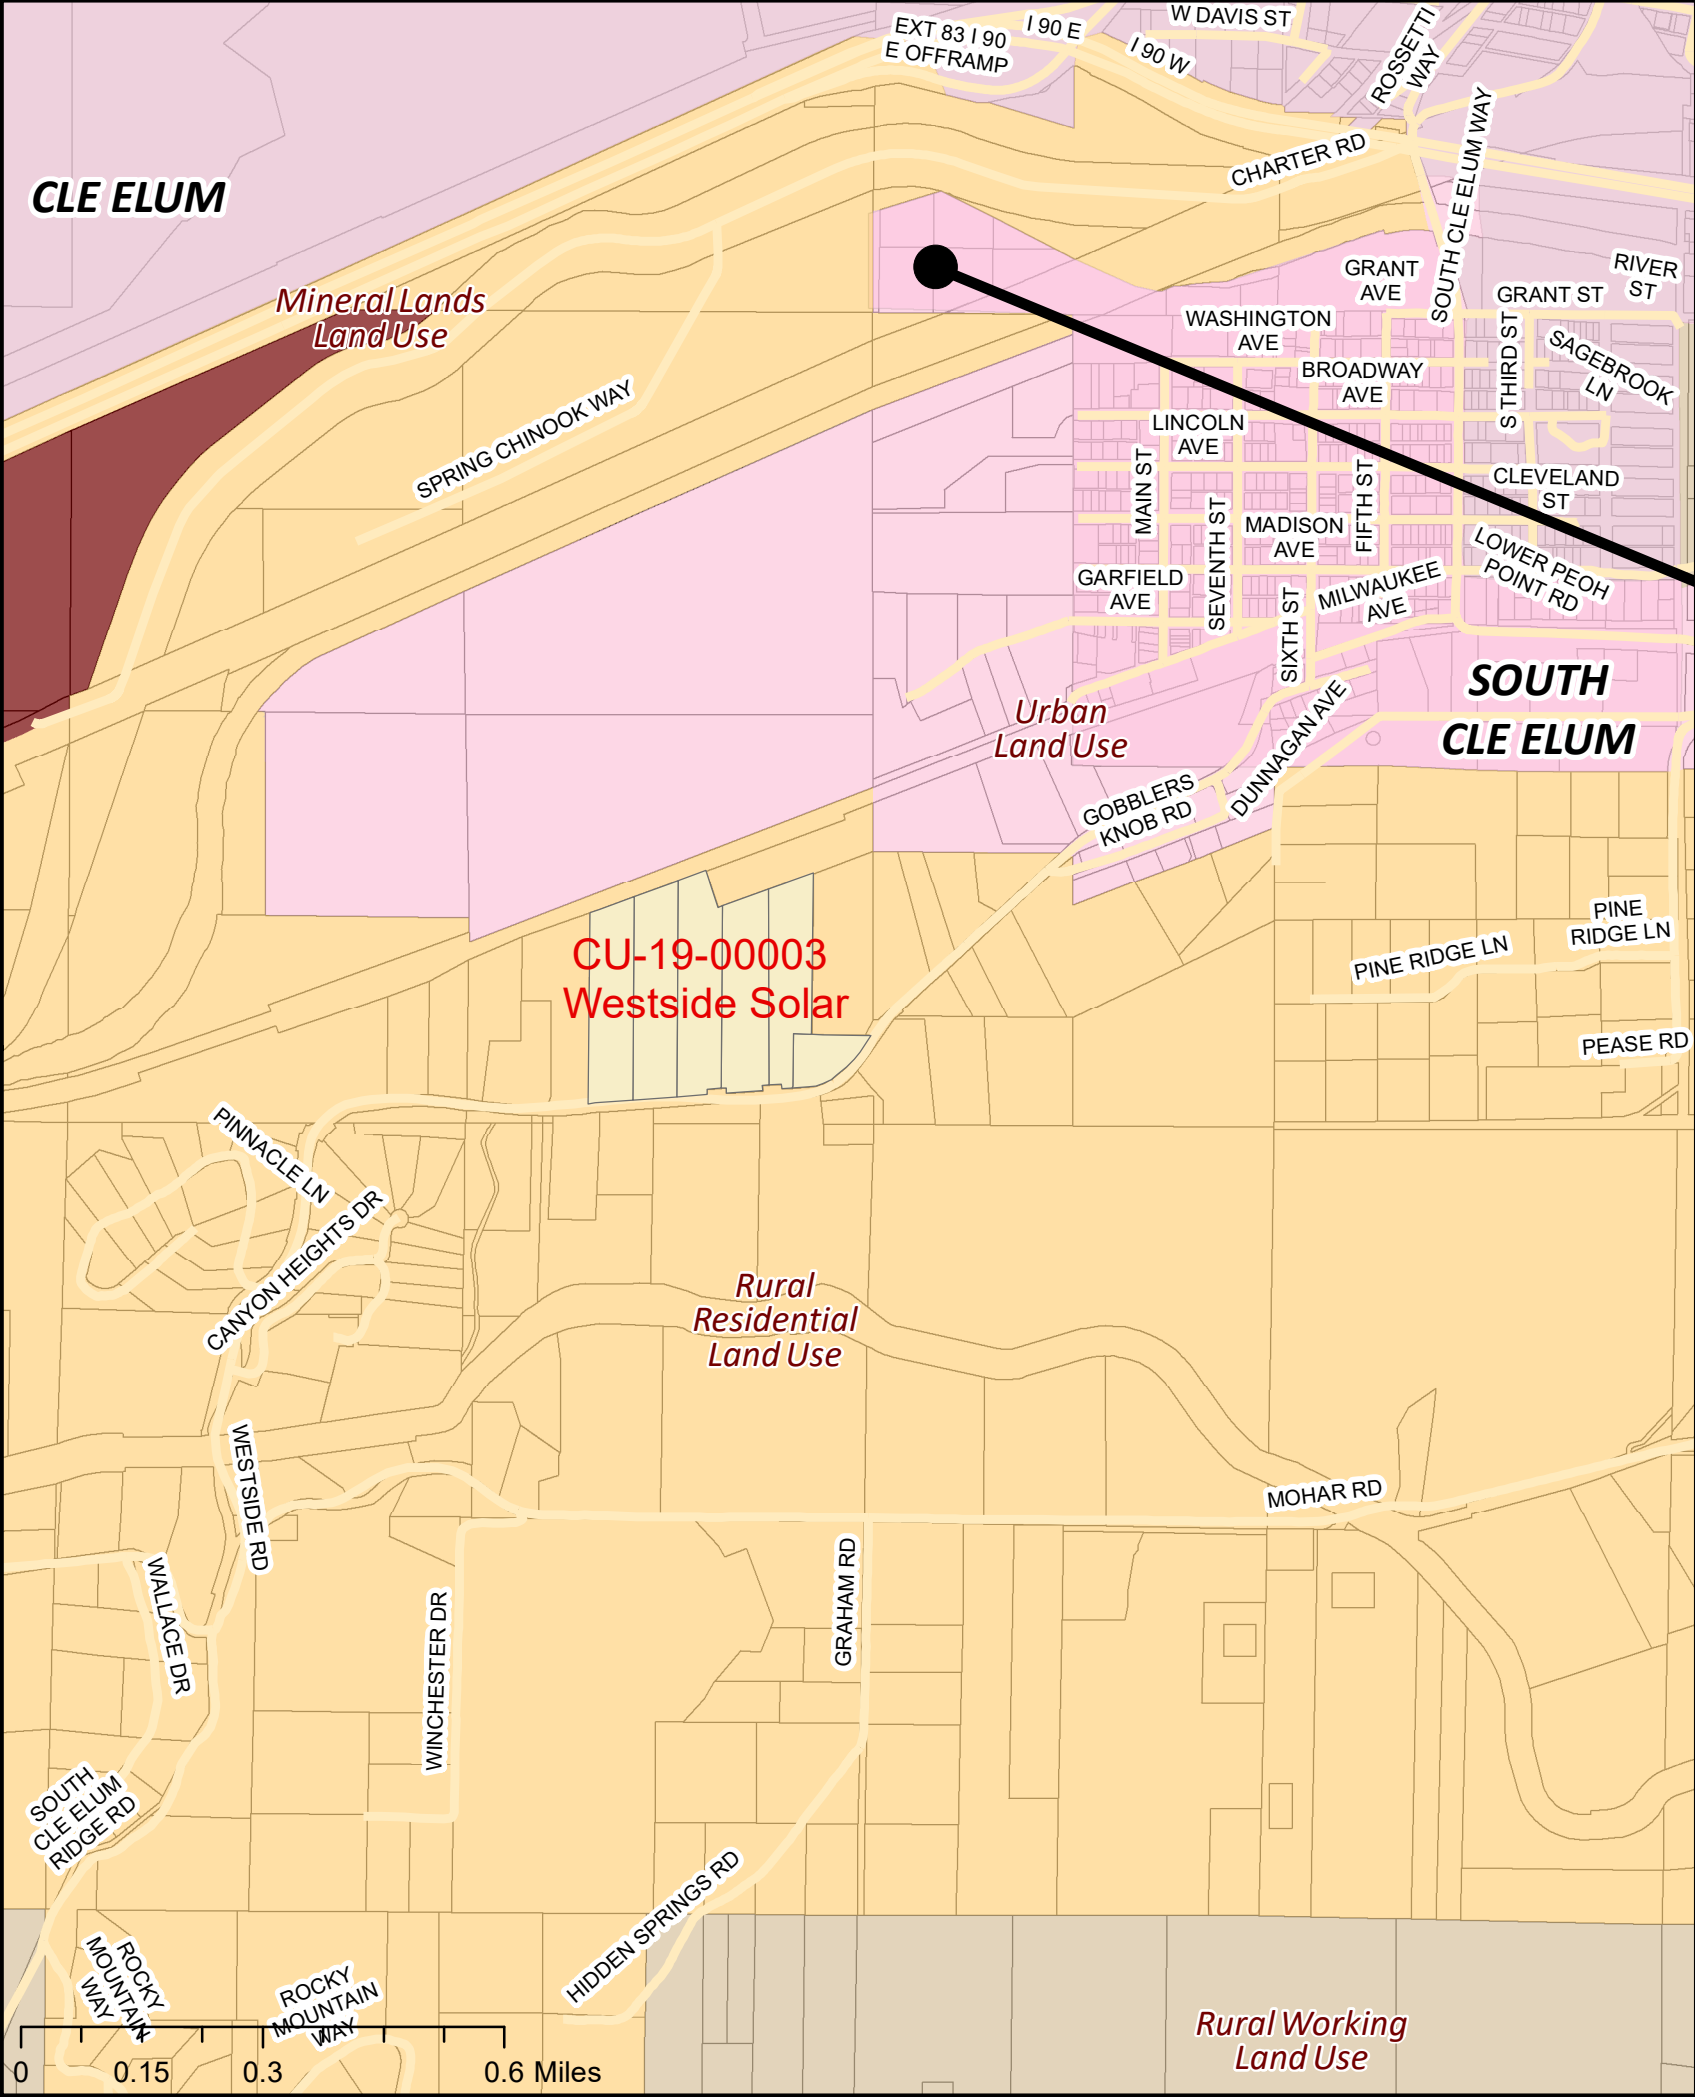 W DAVIS ST
EXT 83 I 90
E OFFRAMP
I 90 E
I 90 W
ROSSETTI
WAY
CLE ELUM
CHARTER RD
SOUTH CLE ELUM WAY
Mineral Lands
Land Use
GRANT
AVE
RIVER
ST
GRANT ST
WASHINGTON
AVE
S THIRD ST
SAGEBROOK
LN
BROADWAY
AVE
SPRING CHINOOK WAY
LINCOLN
AVE
MAIN ST
FIFTH ST
CLEVELAND
ST
SEVENTH ST
MADISON
AVE
LOWER PEOH
POINT RD
GARFIELD
AVE
MILWAUKEE
AVE
SIXTH ST
SOUTH
CLE ELUM
Urban
Land Use
DUNNAGAN AVE
GOBBLERS
KNOB RD
CU-19-00003
Westside Solar
PINE
RIDGE LN
PINE RIDGE LN
PEASE RD
PINNACLE LN
CANYON HEIGHTS DR
Rural
Residential
Land Use
WESTSIDE RD
MOHAR RD
WALLACE DR
WINCHESTER DR
GRAHAM RD
SOUTH
CLE ELUM
RIDGE RD
HIDDEN SPRINGS RD
ROCKY
MOUNTAIN
WAY
ROCKY
MOUNTAIN
WAY
Rural Working
Land Use
0 0.15 0.3 0.6 Miles